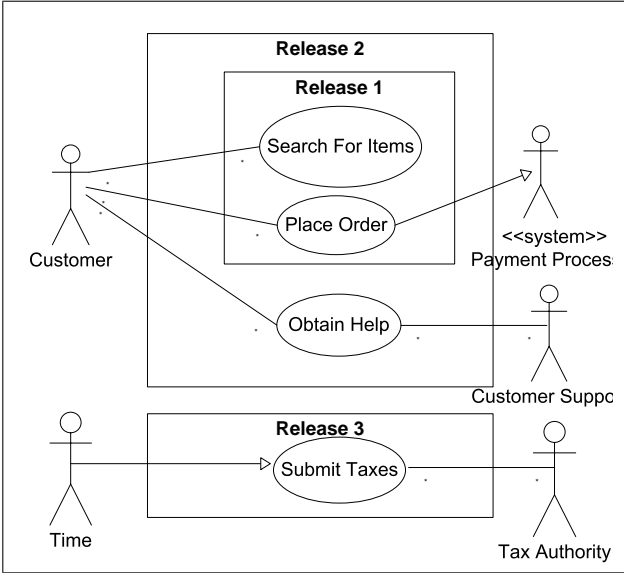 Release 2
Release 1
Search For Items
Place Order
<<system>>
Payment Proces
Customer
Obtain Help
Customer Suppo
Release 3
Submit Taxes
Time
Tax Authority